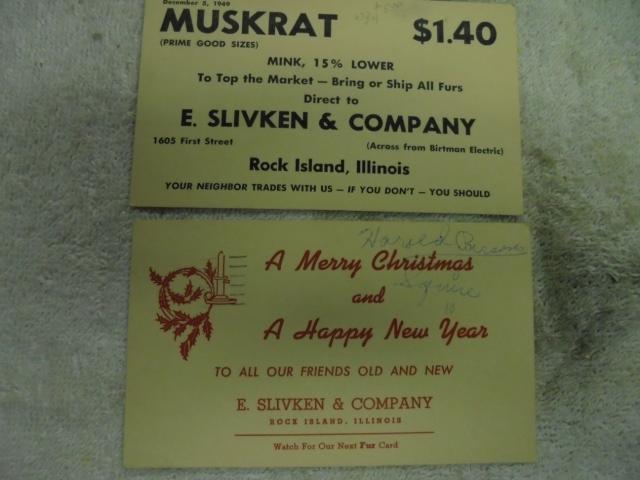 December 5, 1949
MUSKRAT $1.40
(PRIME GOOD SIZES)
MINK, 15% LOWER
To Top the Market — Bring or Ship All Furs
Direct to
E. SLIVKEN & COMPANY
1605 First Street (Across from Birtman Electric)
Rock Island, Illinois
YOUR NEIGHBOR TRADES WITH US — IF YOU DON'T — YOU SHOULD
Harold
A Merry Christmas
and
A Happy New Year
TO ALL OUR FRIENDS OLD AND NEW
E. SLIVKEN & COMPANY
ROCK ISLAND, ILLINOIS
Watch For Our Next Fur Card